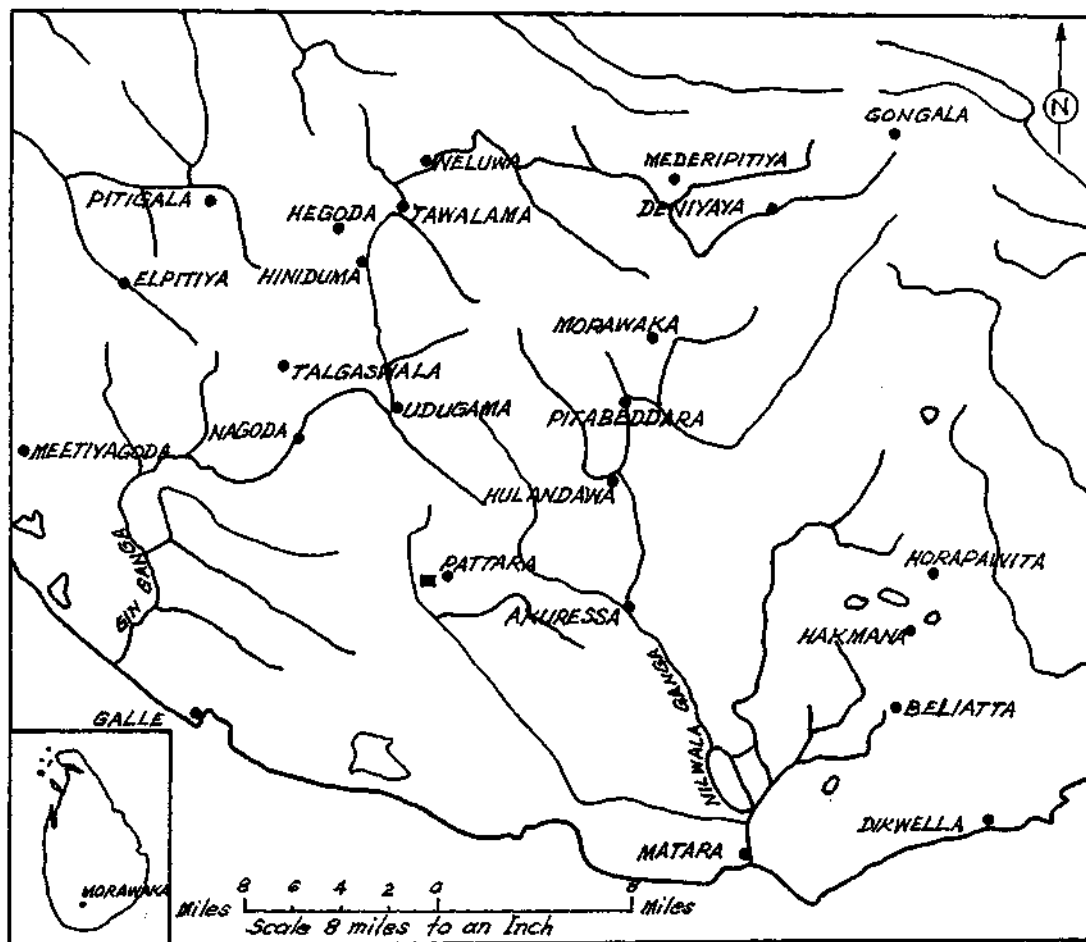 N
GONGALA
NELUWA
MEDERIPITIYA
PITIGALA
HEGODA
TAWALAMA
DENIYAYA
ELPITIYA
HINIDUMA
MORAWAKA
TALGASWALA
UDUGAMA
PITABEDDARA
NAGODA
MEETIYAGODA
HULANDAWA
GIN GANGA
PATTARA
HORAPAWITA
AKURESSA
HAKMANA
NILWALA GANGA
BELIATTA
GALLE
DIKWELLA
MATARA
MORAWAKA
8 6 4 2 0 8
Miles Miles
Scale 8 miles to an Inch